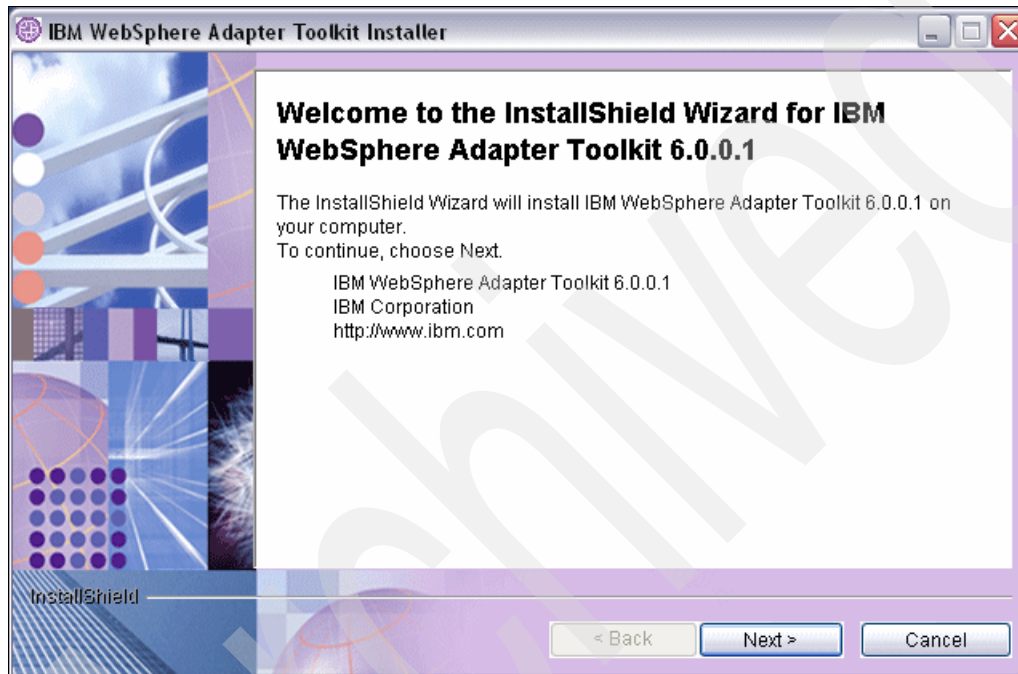 IBM WebSphere Adapter Toolkit Installer
Welcome to the InstallShield Wizard for IBM
WebSphere Adapter Toolkit 6.0.0.1
The InstallShield Wizard will install IBM WebSphere Adapter Toolkit 6.0.0.1 on
your computer.
To continue, choose Next.
IBM WebSphere Adapter Toolkit 6.0.0.1
IBM Corporation
http://www.ibm.com
InstallShield
< Back
Next >
Cancel